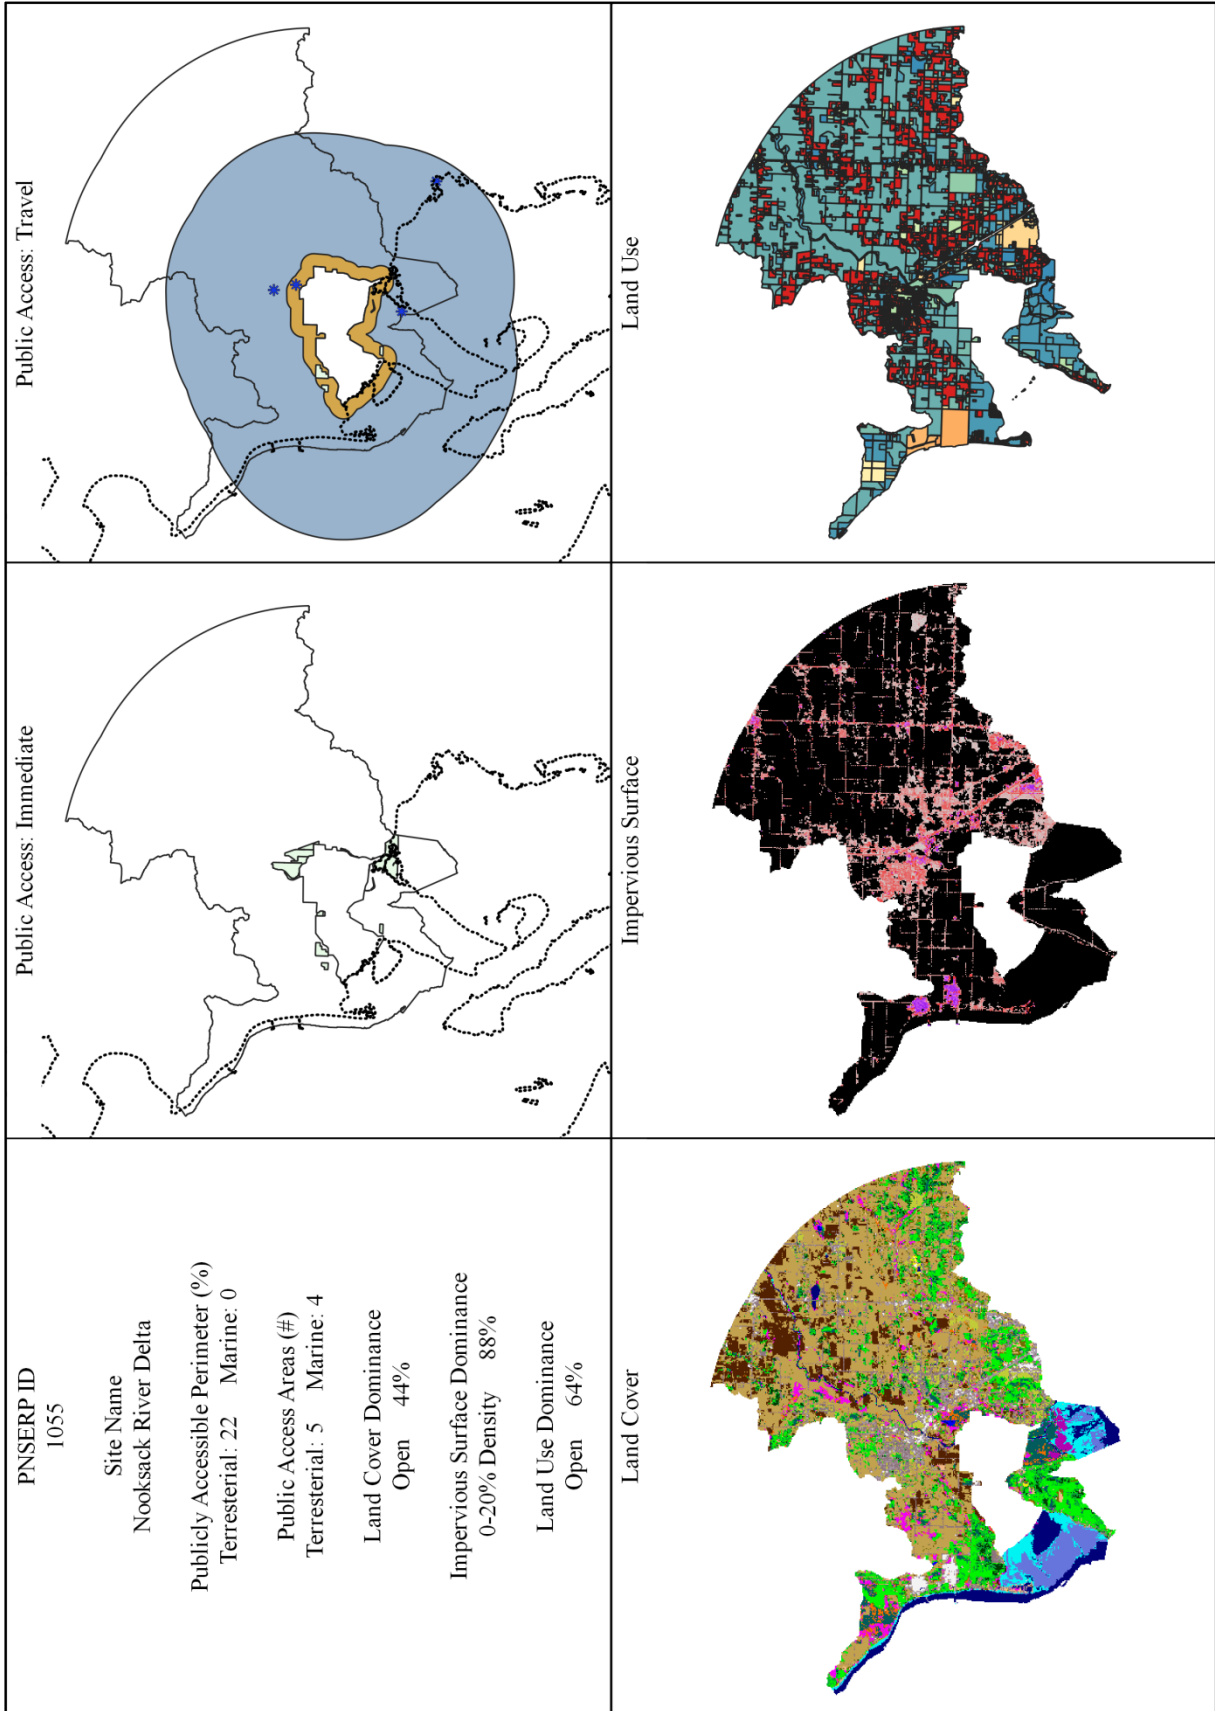 PNSERP ID
1055
Site Name
Nooksack River Delta
Publicly Accessible Perimeter (%)
Terresterial: 22 Marine: 0
Public Access Areas (#)
Terresterial: 5 Marine: 4
Land Cover Dominance
Open 44%
Impervious Surface Dominance
0-20% Density 88%
Land Use Dominance
Open 64%
Public Access: Immediate
Public Access: Travel
Land Cover
Impervious Surface
Land Use